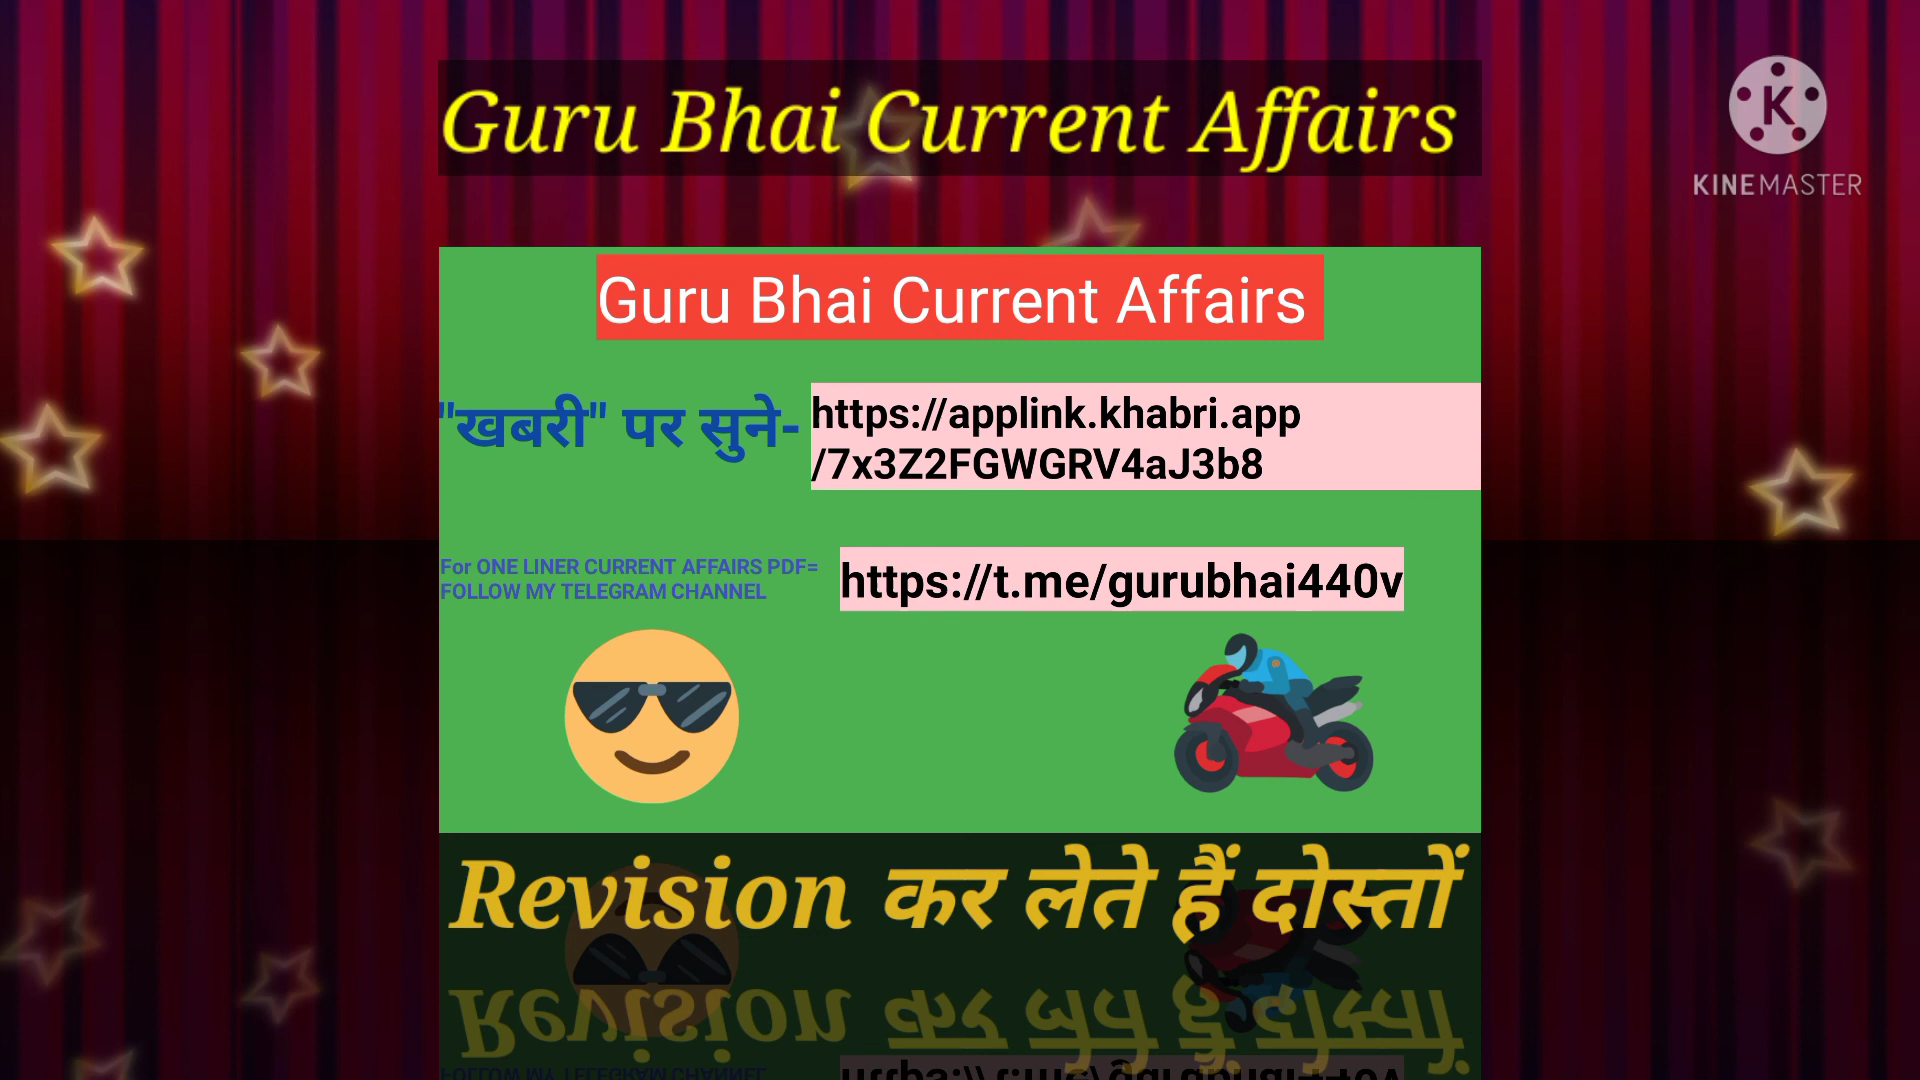 Guru Bhai Current Affairs
KINEMASTER
Guru Bhai Current Affairs
"खबरी" पर सुने-
https://applink.khabri.app
/7x3Z2FGWGRV4aJ3b8
For ONE LINER CURRENT AFFAIRS PDF=
FOLLOW MY TELEGRAM CHANNEL
https://t.me/gurubhai440v
Revision कर लेते हैं दोस्तों